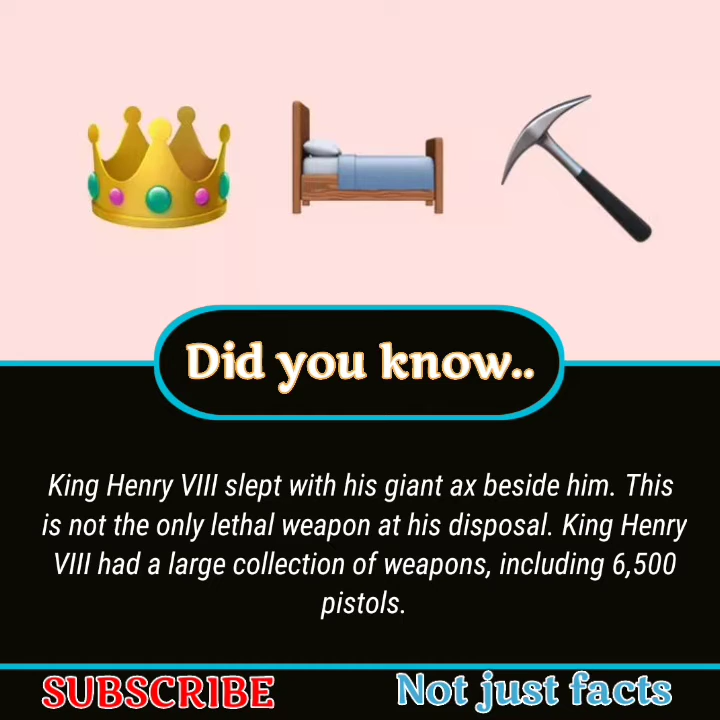 Did you know..
King Henry VIII slept with his giant ax beside him. This
is not the only lethal weapon at his disposal. King Henry
VIII had a large collection of weapons, including 6,500
pistols.
SUBSCRIBE
Not just facts